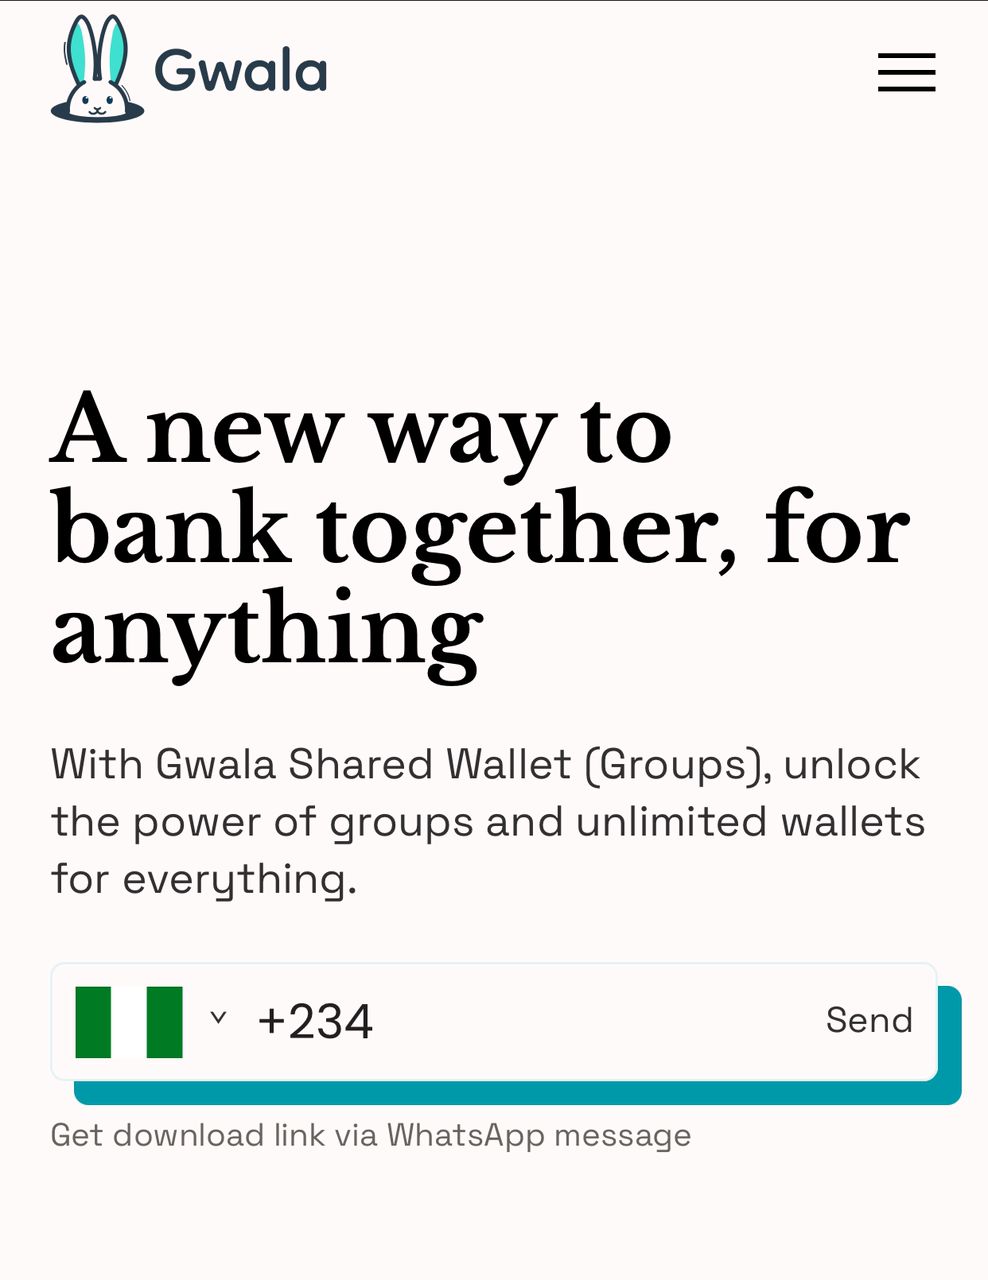 Gwala
A new way to
bank together, for
anything
With Gwala Shared Wallet (Groups), unlock
the power of groups and unlimited wallets
for everything.
+234 Send
Get download link via WhatsApp message